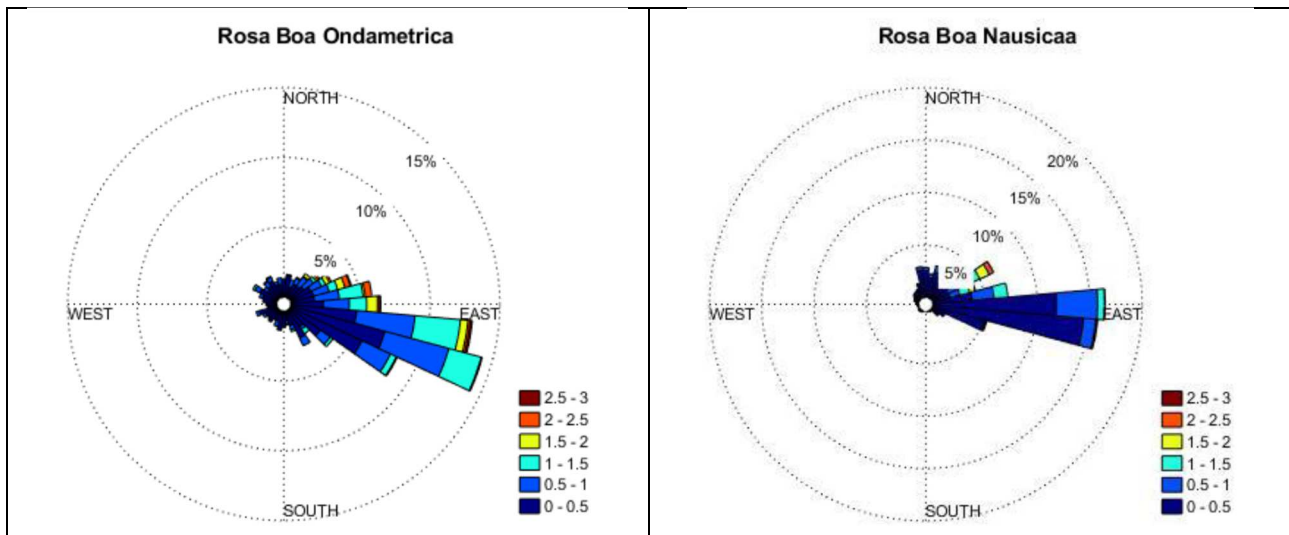 Rosa Boa Ondametrica
NORTH
15%
10%
5%
WEST
EAST
SOUTH
2.5 - 3
2 - 2.5
1.5 - 2
1 - 1.5
0.5 - 1
0 - 0.5
Rosa Boa Nausicaa
NORTH
20%
15%
10%
5%
WEST
EAST
SOUTH
2.5 - 3
2 - 2.5
1.5 - 2
1 - 1.5
0.5 - 1
0 - 0.5